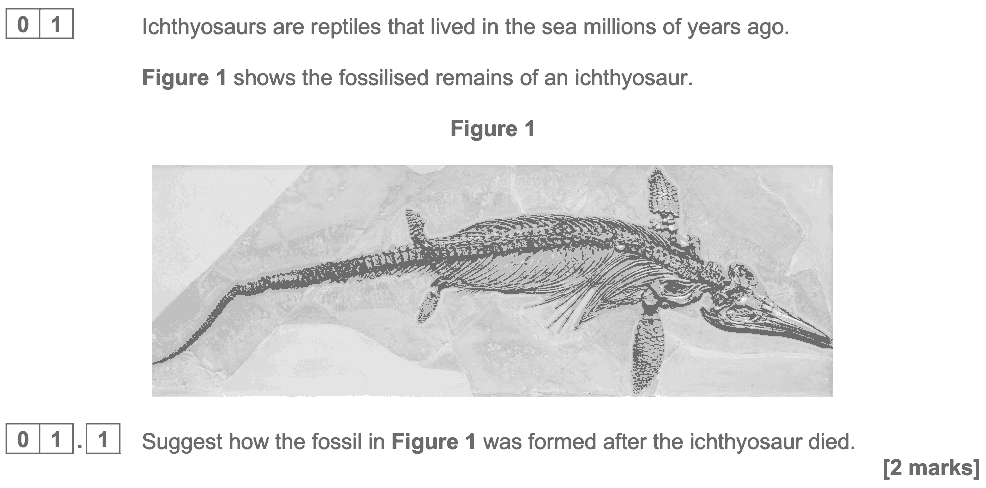 0 1 Ichthyosaurs are reptiles that lived in the sea millions of years ago.
Figure 1 shows the fossilised remains of an ichthyosaur.
Figure 1
0 1 . 1 Suggest how the fossil in Figure 1 was formed after the ichthyosaur died.
[2 marks]